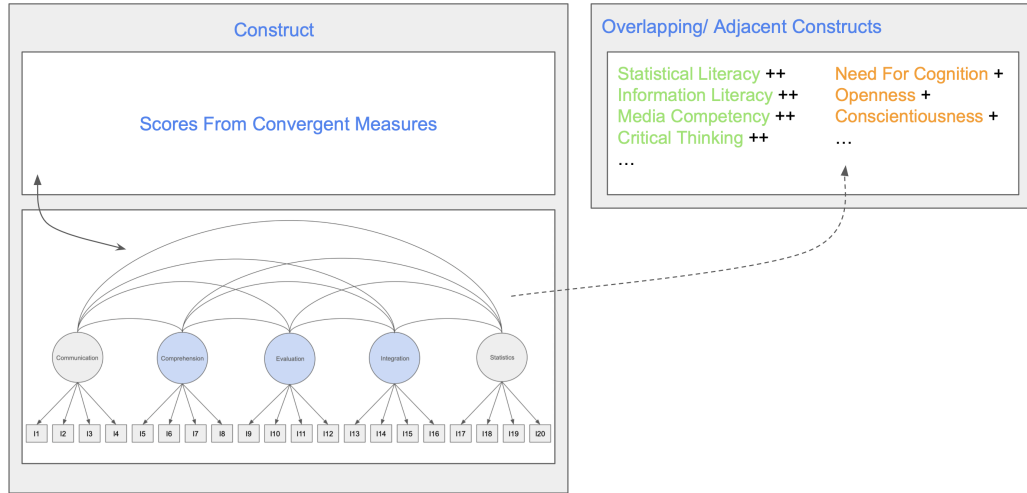 Construct
Scores From Convergent Measures
Communication
Comprehension
Evaluation
Integration
Statistics
I1 I2 I3 I4 I5 I6 I7 I8 I9 I10 I11 I12 I13 I14 I15 I16 I17 I18 I19 I20
Overlapping/ Adjacent Constructs
Statistical Literacy ++
Information Literacy ++
Media Competency ++
Critical Thinking ++
...
Need For Cognition +
Openness +
Conscientiousness +
...